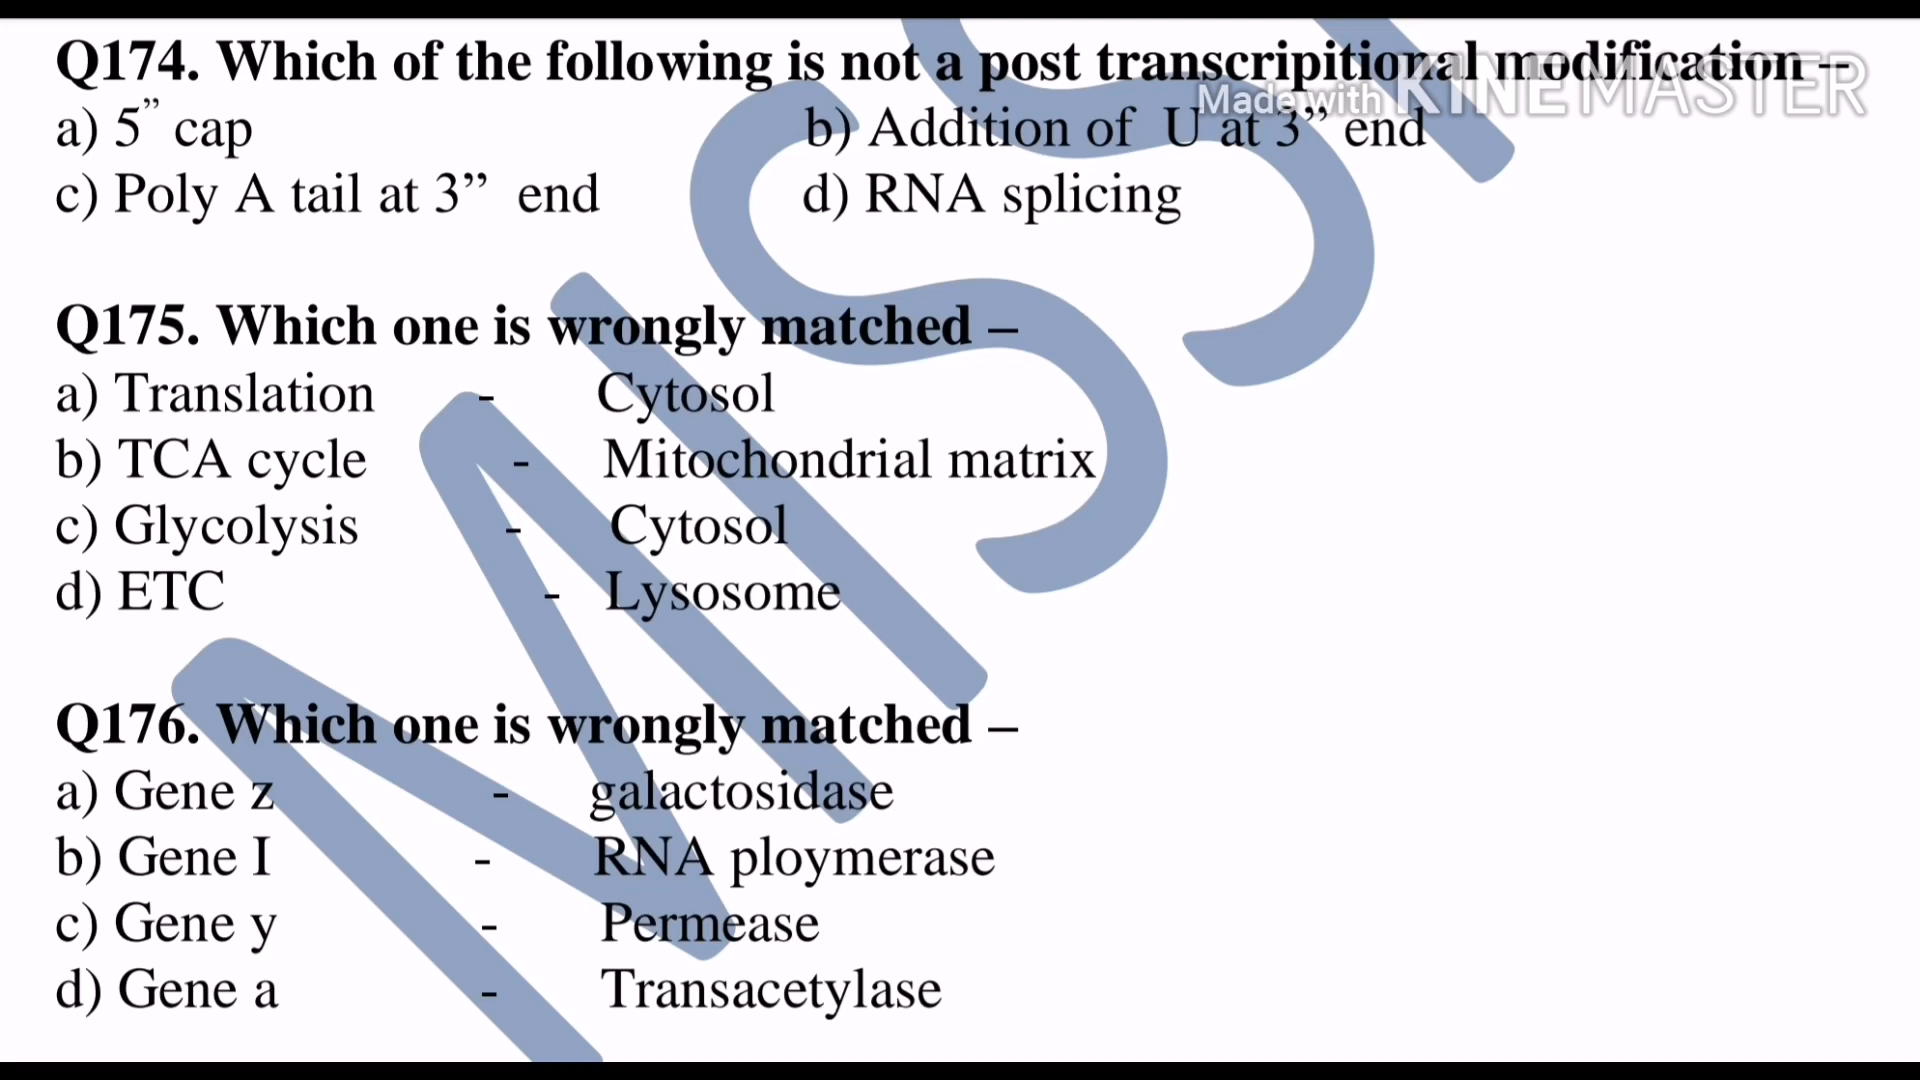 Q174. Which of the following is not a post transcripitional modification –
Made with KINEMASTER
a) 5” cap b) Addition of U at 3” end
c) Poly A tail at 3” end d) RNA splicing
Q175. Which one is wrongly matched –
a) Translation - Cytosol
b) TCA cycle - Mitochondrial matrix
c) Glycolysis - Cytosol
d) ETC - Lysosome
Q176. Which one is wrongly matched –
a) Gene z - galactosidase
b) Gene I - RNA ploymerase
c) Gene y - Permease
d) Gene a - Transacetylase